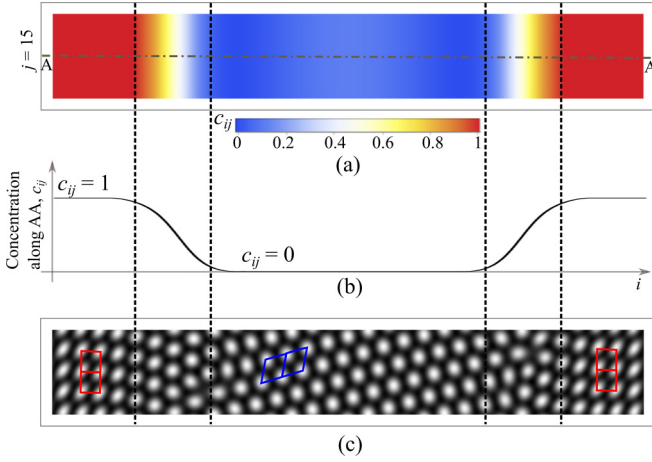 j = 15
A A
c_ij
0 0.2 0.4 0.6 0.8 1
(a)
Concentration
along AA, c_ij
c_ij = 1
c_ij = 0
i
(b)
(c)